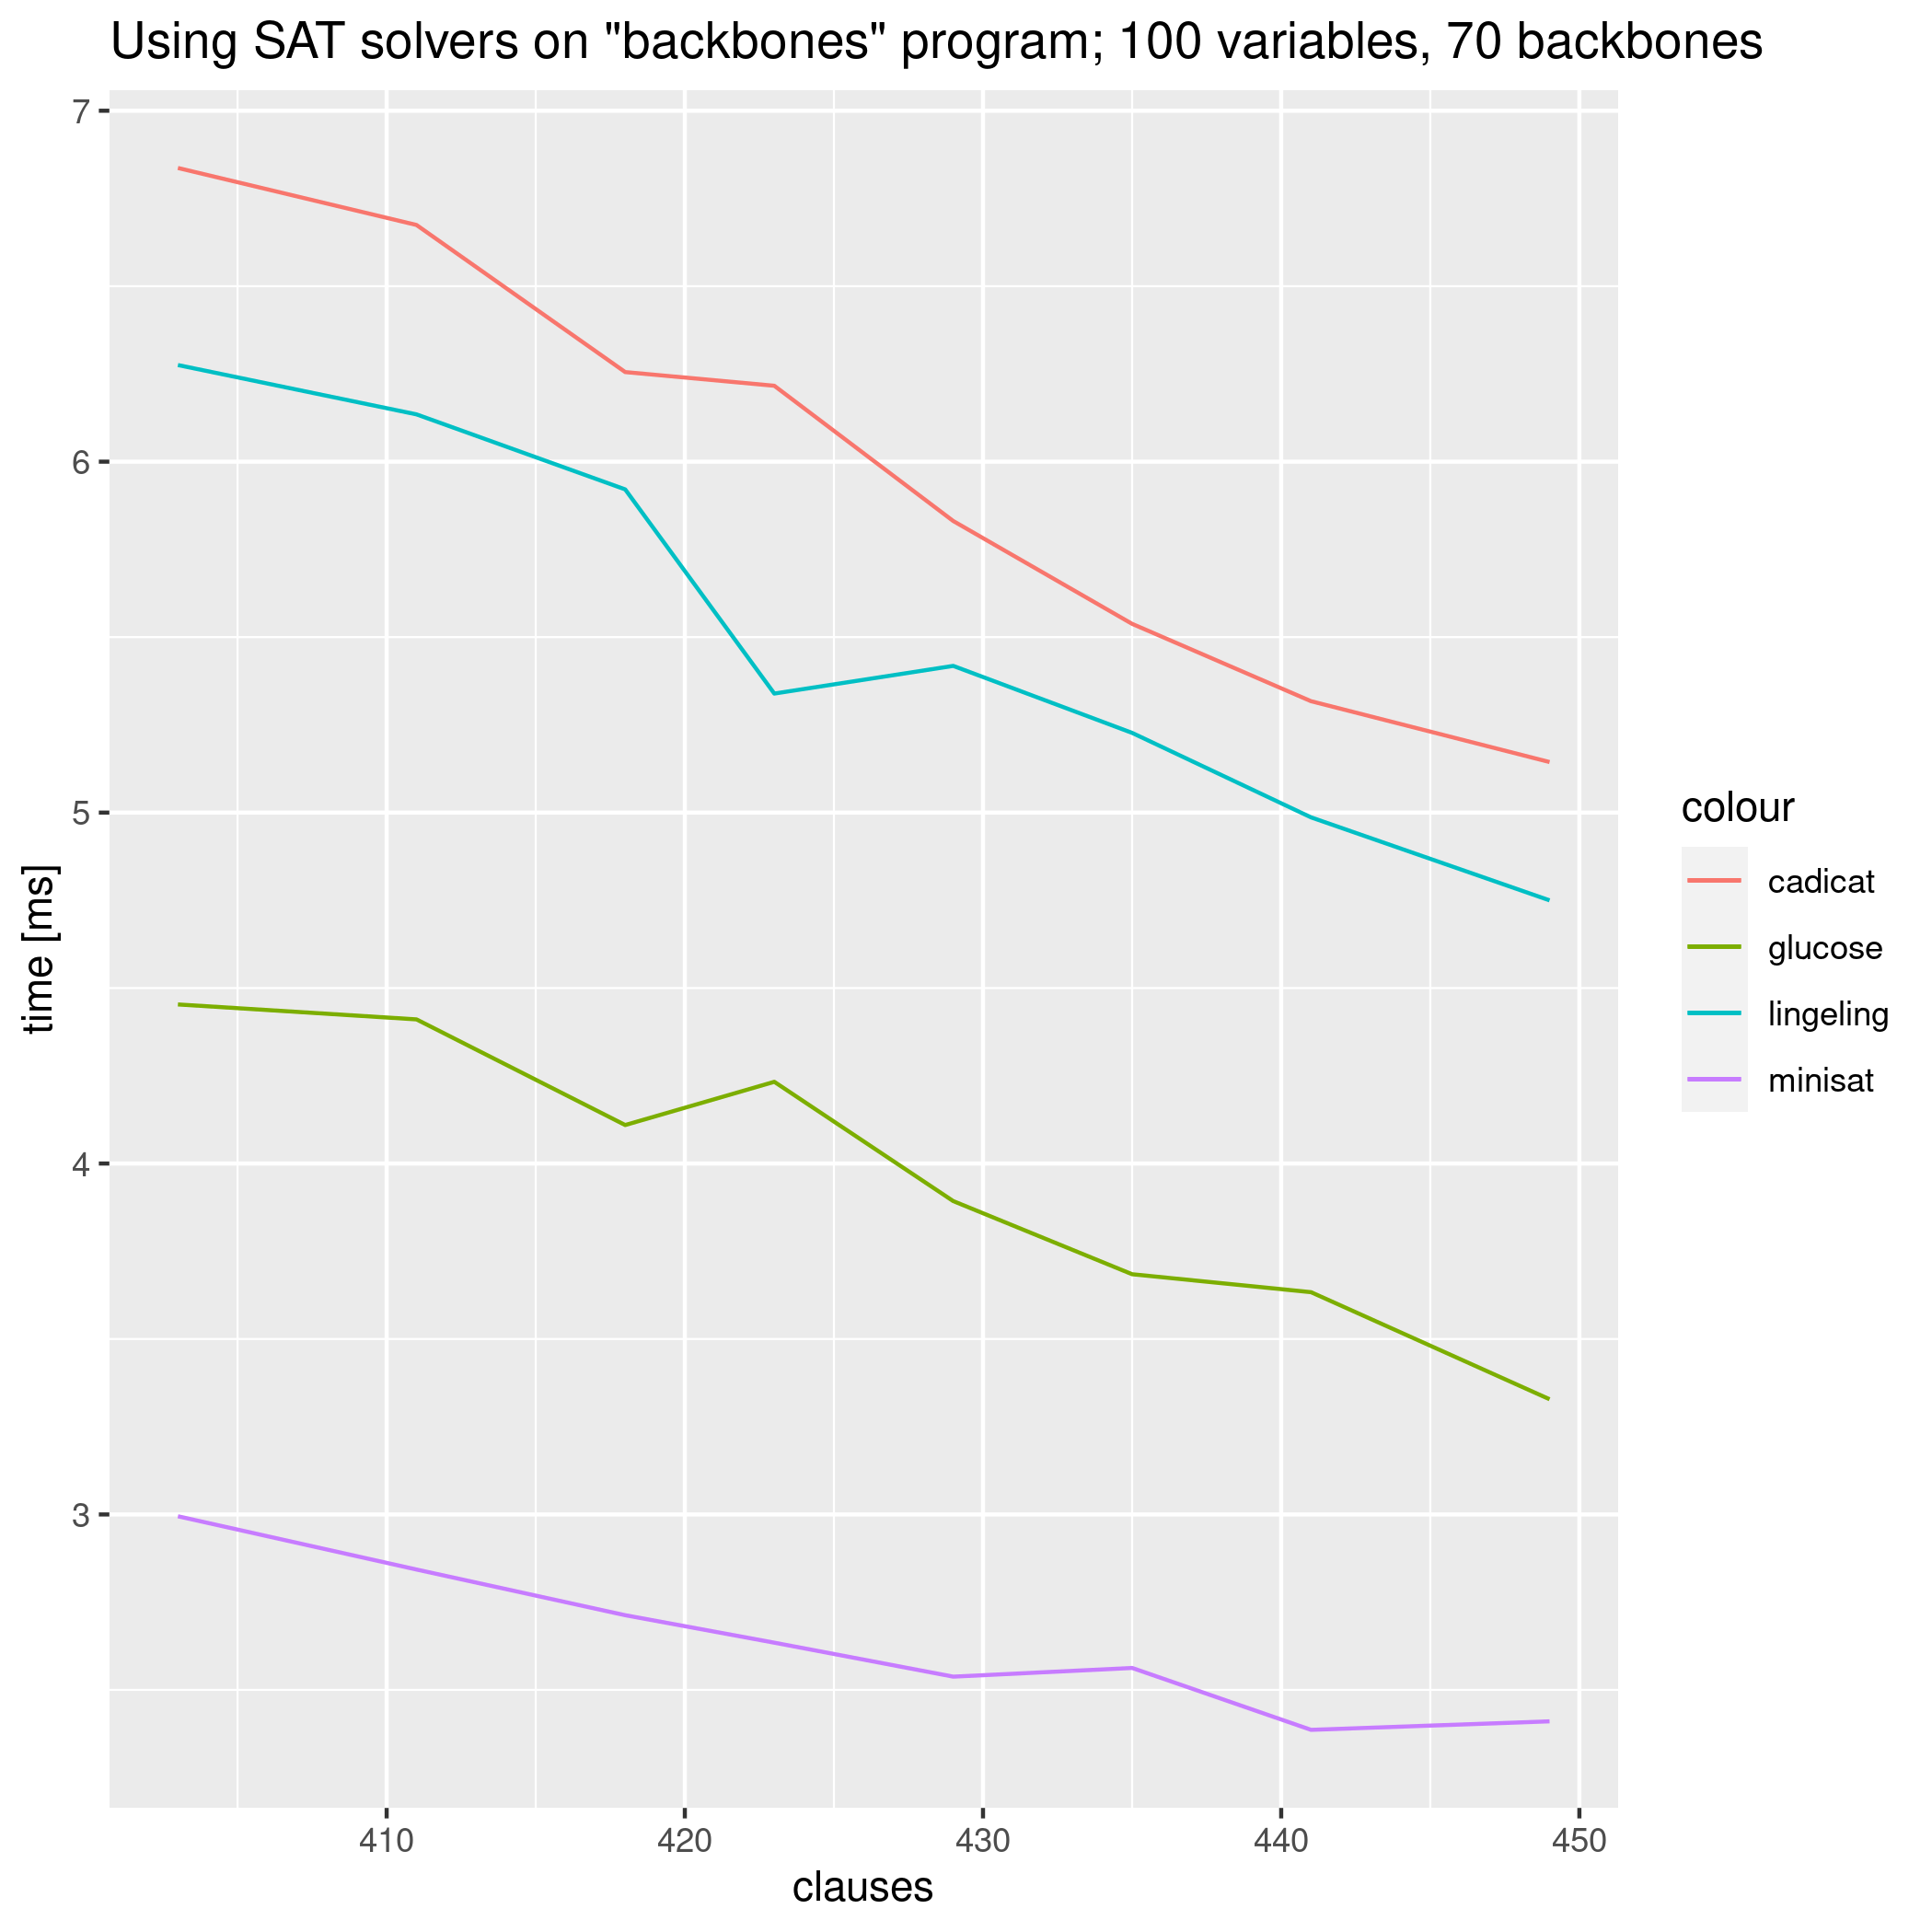 Using SAT solvers on "backbones" program; 100 variables, 70 backbones
7
6
5
4
3
time [ms]
410 420 430 440 450
clauses
colour
cadicat
glucose
lingeling
minisat